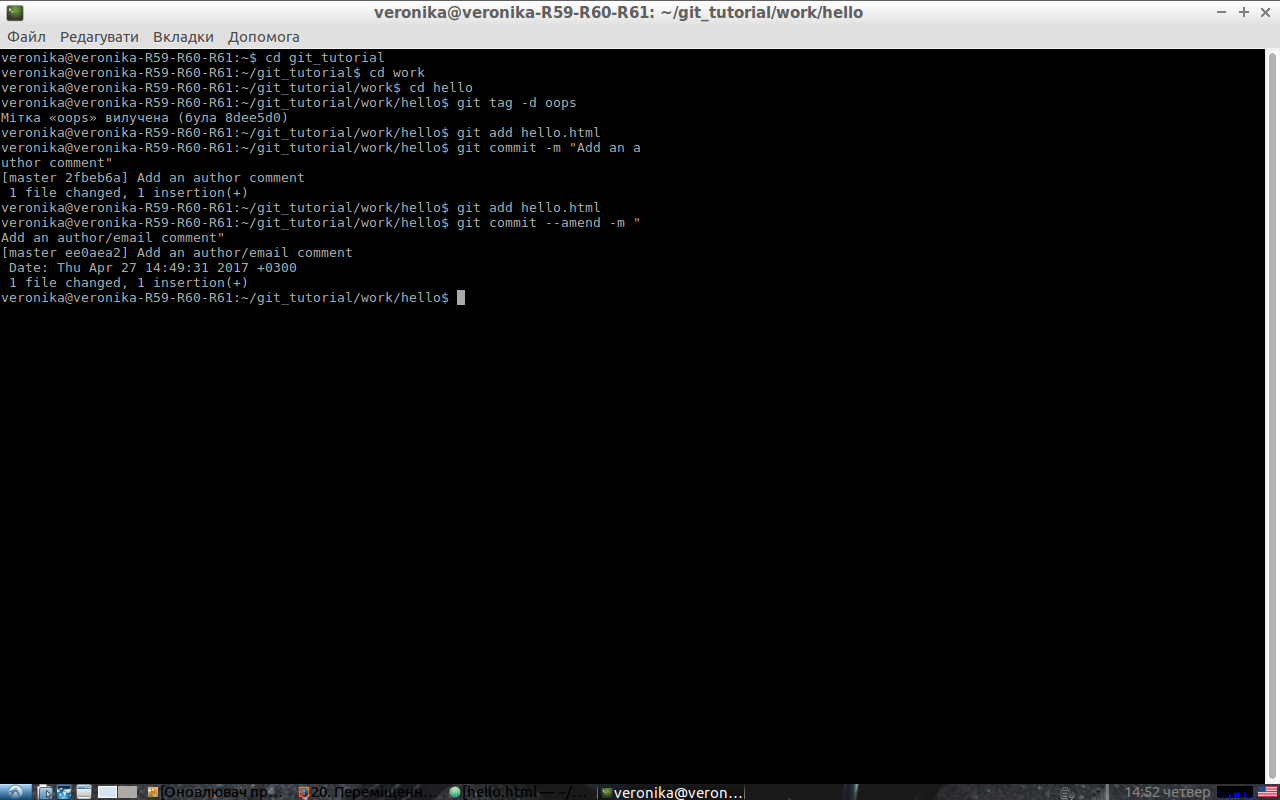 veronika@veronika-R59-R60-R61: ~/git_tutorial/work/hello
Файл Редагувати Вкладки Допомога
veronika@veronika-R59-R60-R61:~$ cd git_tutorial
veronika@veronika-R59-R60-R61:~/git_tutorial$ cd work
veronika@veronika-R59-R60-R61:~/git_tutorial/work$ cd hello
veronika@veronika-R59-R60-R61:~/git_tutorial/work/hello$ git tag -d oops
Мітка «oops» вилучена (була 8dee5d0)
veronika@veronika-R59-R60-R61:~/git_tutorial/work/hello$ git add hello.html
veronika@veronika-R59-R60-R61:~/git_tutorial/work/hello$ git commit -m "Add an a
uthor comment"
[master 2fbeb6a] Add an author comment
 1 file changed, 1 insertion(+)
veronika@veronika-R59-R60-R61:~/git_tutorial/work/hello$ git add hello.html
veronika@veronika-R59-R60-R61:~/git_tutorial/work/hello$ git commit --amend -m "
Add an author/email comment"
[master ee0aea2] Add an author/email comment
 Date: Thu Apr 27 14:49:31 2017 +0300
 1 file changed, 1 insertion(+)
veronika@veronika-R59-R60-R61:~/git_tutorial/work/hello$
[Оновлювач пр... 20. Переміщенн... [hello.html — ~/... veronika@veron... 14:52 четвер